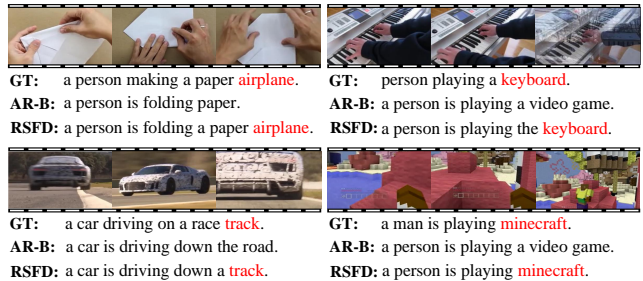 GT: a person making a paper airplane.
AR-B: a person is folding paper.
RSFD: a person is folding a paper airplane.
GT: person playing a keyboard.
AR-B: a person is playing a video game.
RSFD: a person is playing the keyboard.
GT: a car driving on a race track.
AR-B: a car is driving down the road.
RSFD: a car is driving down a track.
GT: a man is playing minecraft.
AR-B: a person is playing a video game.
RSFD: a person is playing minecraft.